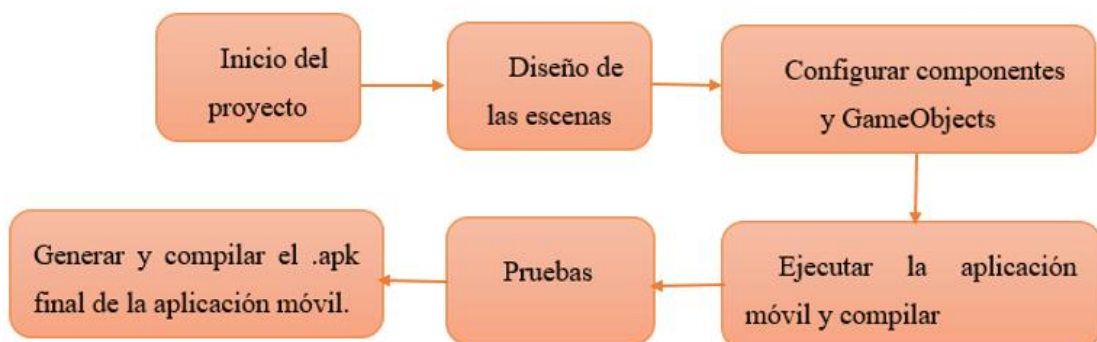 Inicio del
proyecto
Diseño de
las escenas
Configurar componentes
y GameObjects
Ejecutar la aplicación
móvil y compilar
Pruebas
Generar y compilar el .apk
final de la aplicación móvil.